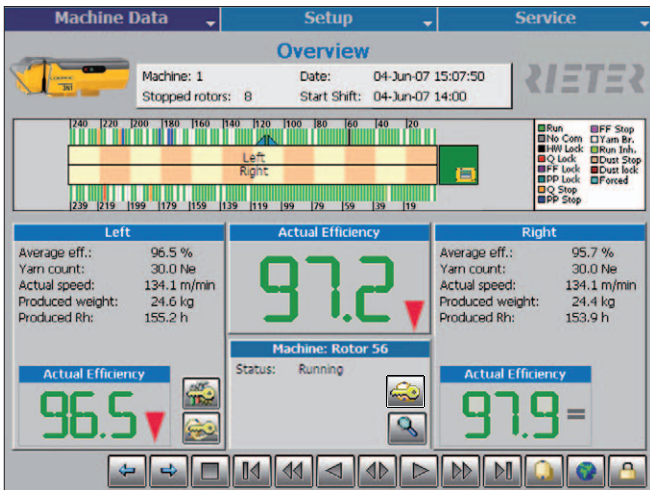 Machine Data Setup Service
Overview
Machine: 1 Date: 04-Jun-07 15:07:50
Stopped rotors: 8 Start Shift: 04-Jun-07 14:00
RIETER
240 220 200 180 160 140 120 100 80 60 40 20
Left
Right
239 219 199 179 159 139 119 99 79 59 39 19
Run FF Stop
No Com Yarn Br.
HW Lock Run Inh.
Q Lock Dust Stop
FF Lock Dust lock
PP Lock Forced
Q Stop
PP Stop
Left
Average eff.: 96.5 %
Yarn count: 30.0 Ne
Actual speed: 134.1 m/min
Produced weight: 24.6 kg
Produced Rh: 155.2 h
Actual Efficiency
96.5
Actual Efficiency
97.2
Machine: Rotor 56
Status: Running
Right
Average eff.: 95.7 %
Yarn count: 30.0 Ne
Actual speed: 134.1 m/min
Produced weight: 24.4 kg
Produced Rh: 153.9 h
Actual Efficiency
97.9 =